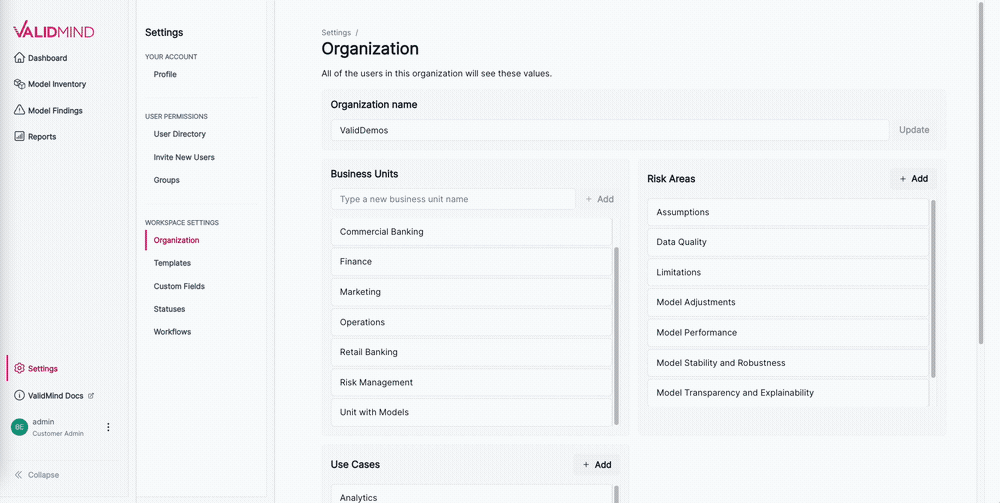 VALIDMIND
Dashboard
Model Inventory
Model Findings
Reports
Settings
ValidMind Docs
BE
admin
Customer Admin
Collapse
Settings
YOUR ACCOUNT
Profile
USER PERMISSIONS
User Directory
Invite New Users
Groups
WORKSPACE SETTINGS
Organization
Templates
Custom Fields
Statuses
Workflows
Settings /
Organization
All of the users in this organization will see these values.
Organization name
ValidDemos
Update
Business Units
Type a new business unit name
+ Add
Commercial Banking
Finance
Marketing
Operations
Retail Banking
Risk Management
Unit with Models
Risk Areas
+ Add
Assumptions
Data Quality
Limitations
Model Adjustments
Model Performance
Model Stability and Robustness
Model Transparency and Explainability
Use Cases
+ Add
Analytics